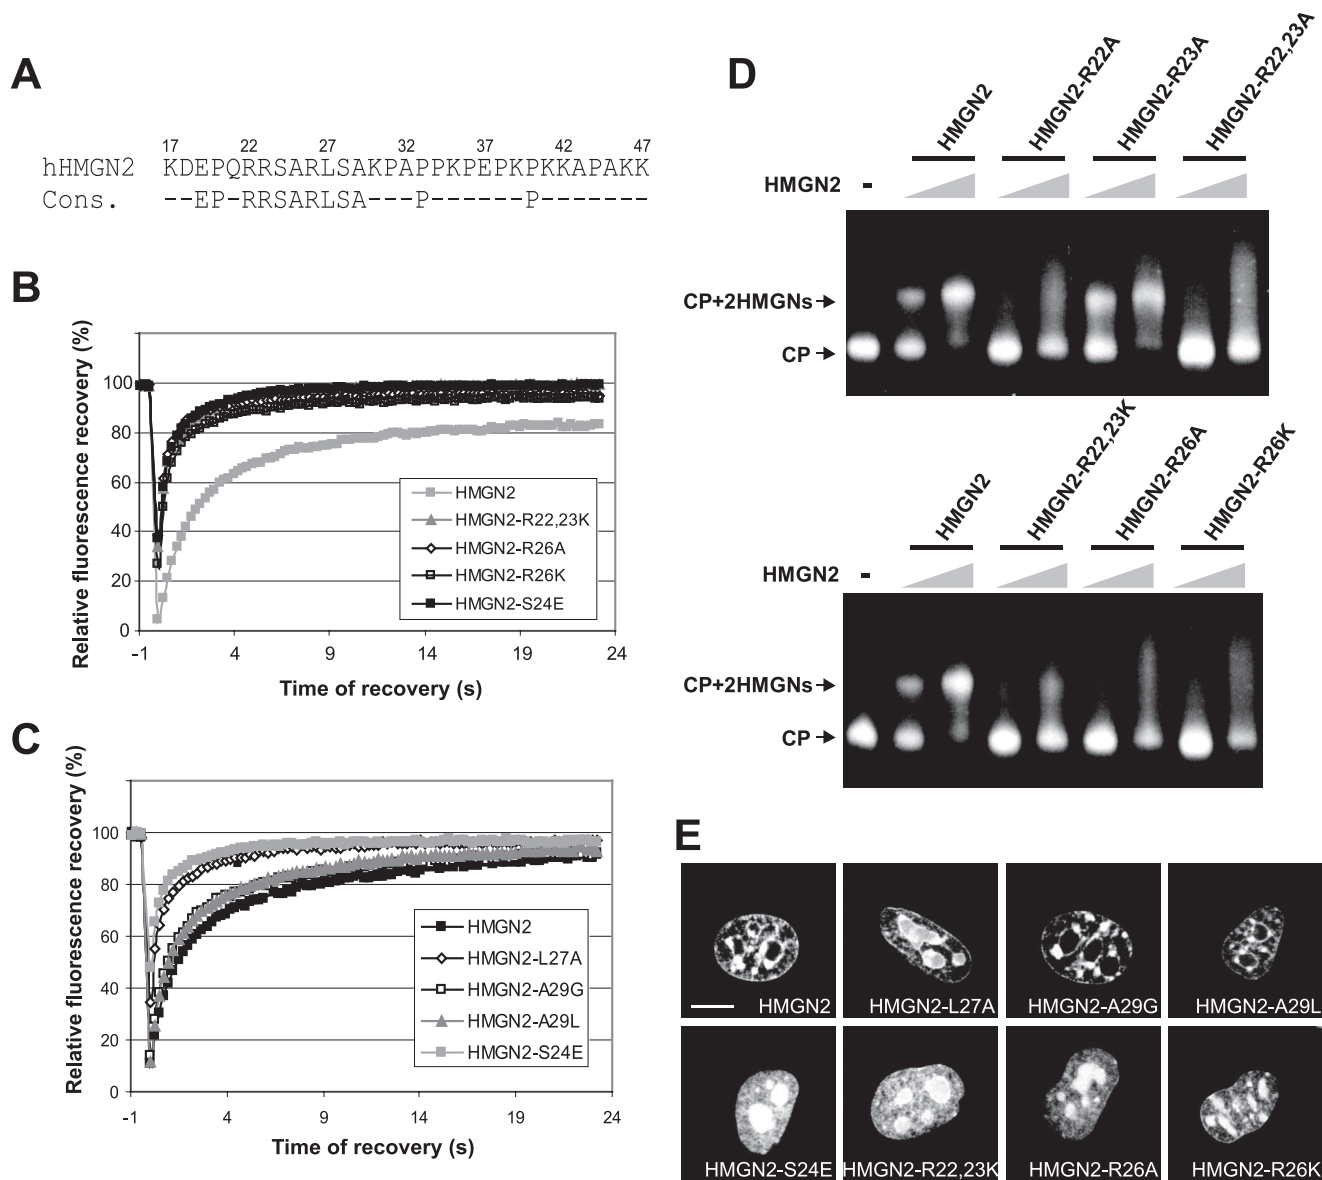 A
17 22 27 32 37 42 47
hHMGN2 KDEPQRRSARLSAKPAPPKPEPKPKKAPAKK
Cons. --EP-RRSARLSA---P------P-------
B
Relative fluorescence recovery (%)
100
80
60
40
20
0
-1 4 9 14 19 24
Time of recovery (s)
HMGN2
HMGN2-R22,23K
HMGN2-R26A
HMGN2-R26K
HMGN2-S24E
C
Relative fluorescence recovery (%)
100
80
60
40
20
0
-1 4 9 14 19 24
Time of recovery (s)
HMGN2
HMGN2-L27A
HMGN2-A29G
HMGN2-A29L
HMGN2-S24E
D
HMGN2 HMGN2-R22A HMGN2-R23A HMGN2-R22,23A
HMGN2 -
CP+2HMGNs
CP
HMGN2 HMGN2-R22,23K HMGN2-R26A HMGN2-R26K
HMGN2 -
CP+2HMGNs
CP
E
HMGN2 HMGN2-L27A HMGN2-A29G HMGN2-A29L
HMGN2-S24E HMGN2-R22,23K HMGN2-R26A HMGN2-R26K